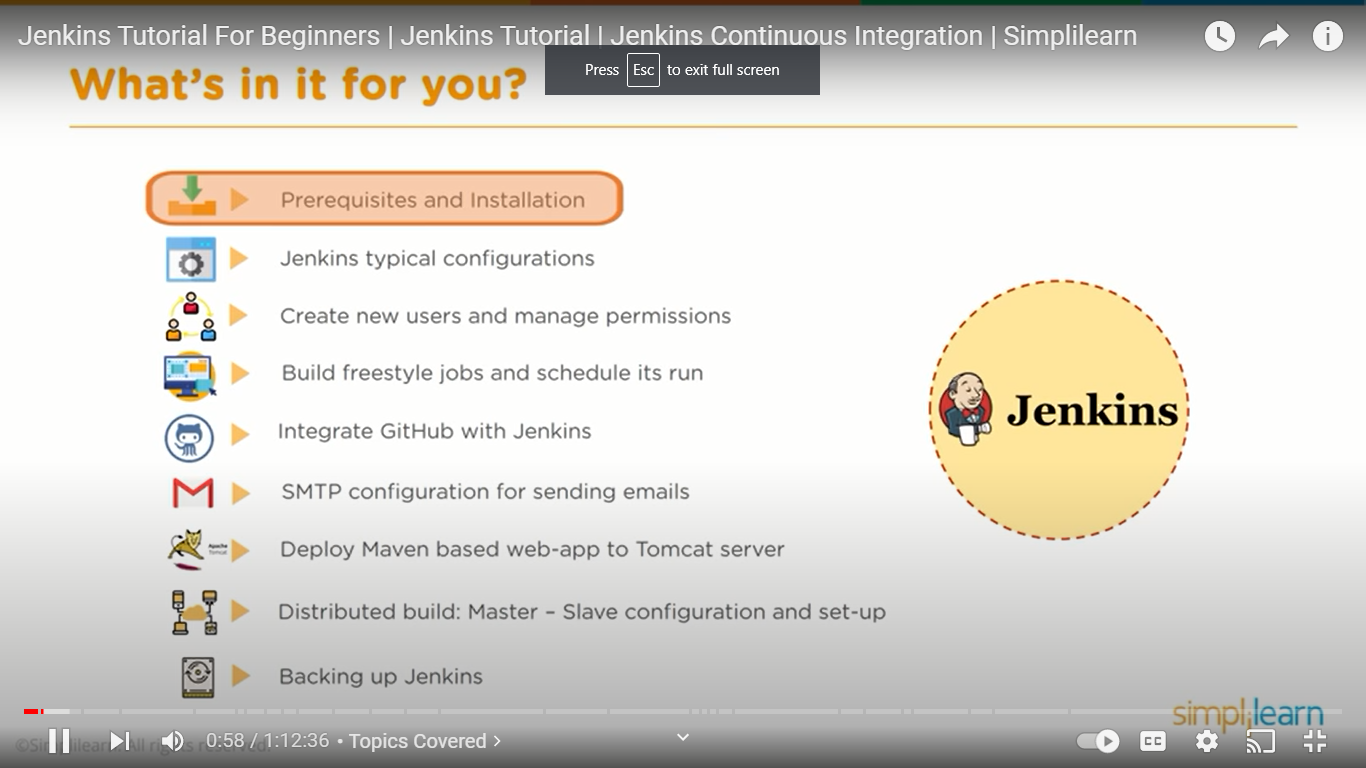 Jenkins Tutorial For Beginners | Jenkins Tutorial | Jenkins Continuous Integration | Simplilearn
Press Esc to exit full screen
What's in it for you?
Prerequisites and Installation
Jenkins typical configurations
Create new users and manage permissions
Build freestyle jobs and schedule its run
Jenkins
Integrate GitHub with Jenkins
SMTP configuration for sending emails
Apache
Tomcat
Deploy Maven based web-app to Tomcat server
Distributed build: Master – Slave configuration and set-up
Backing up Jenkins
simplilearn
0:58 / 1:12:36 • Topics Covered >
CC